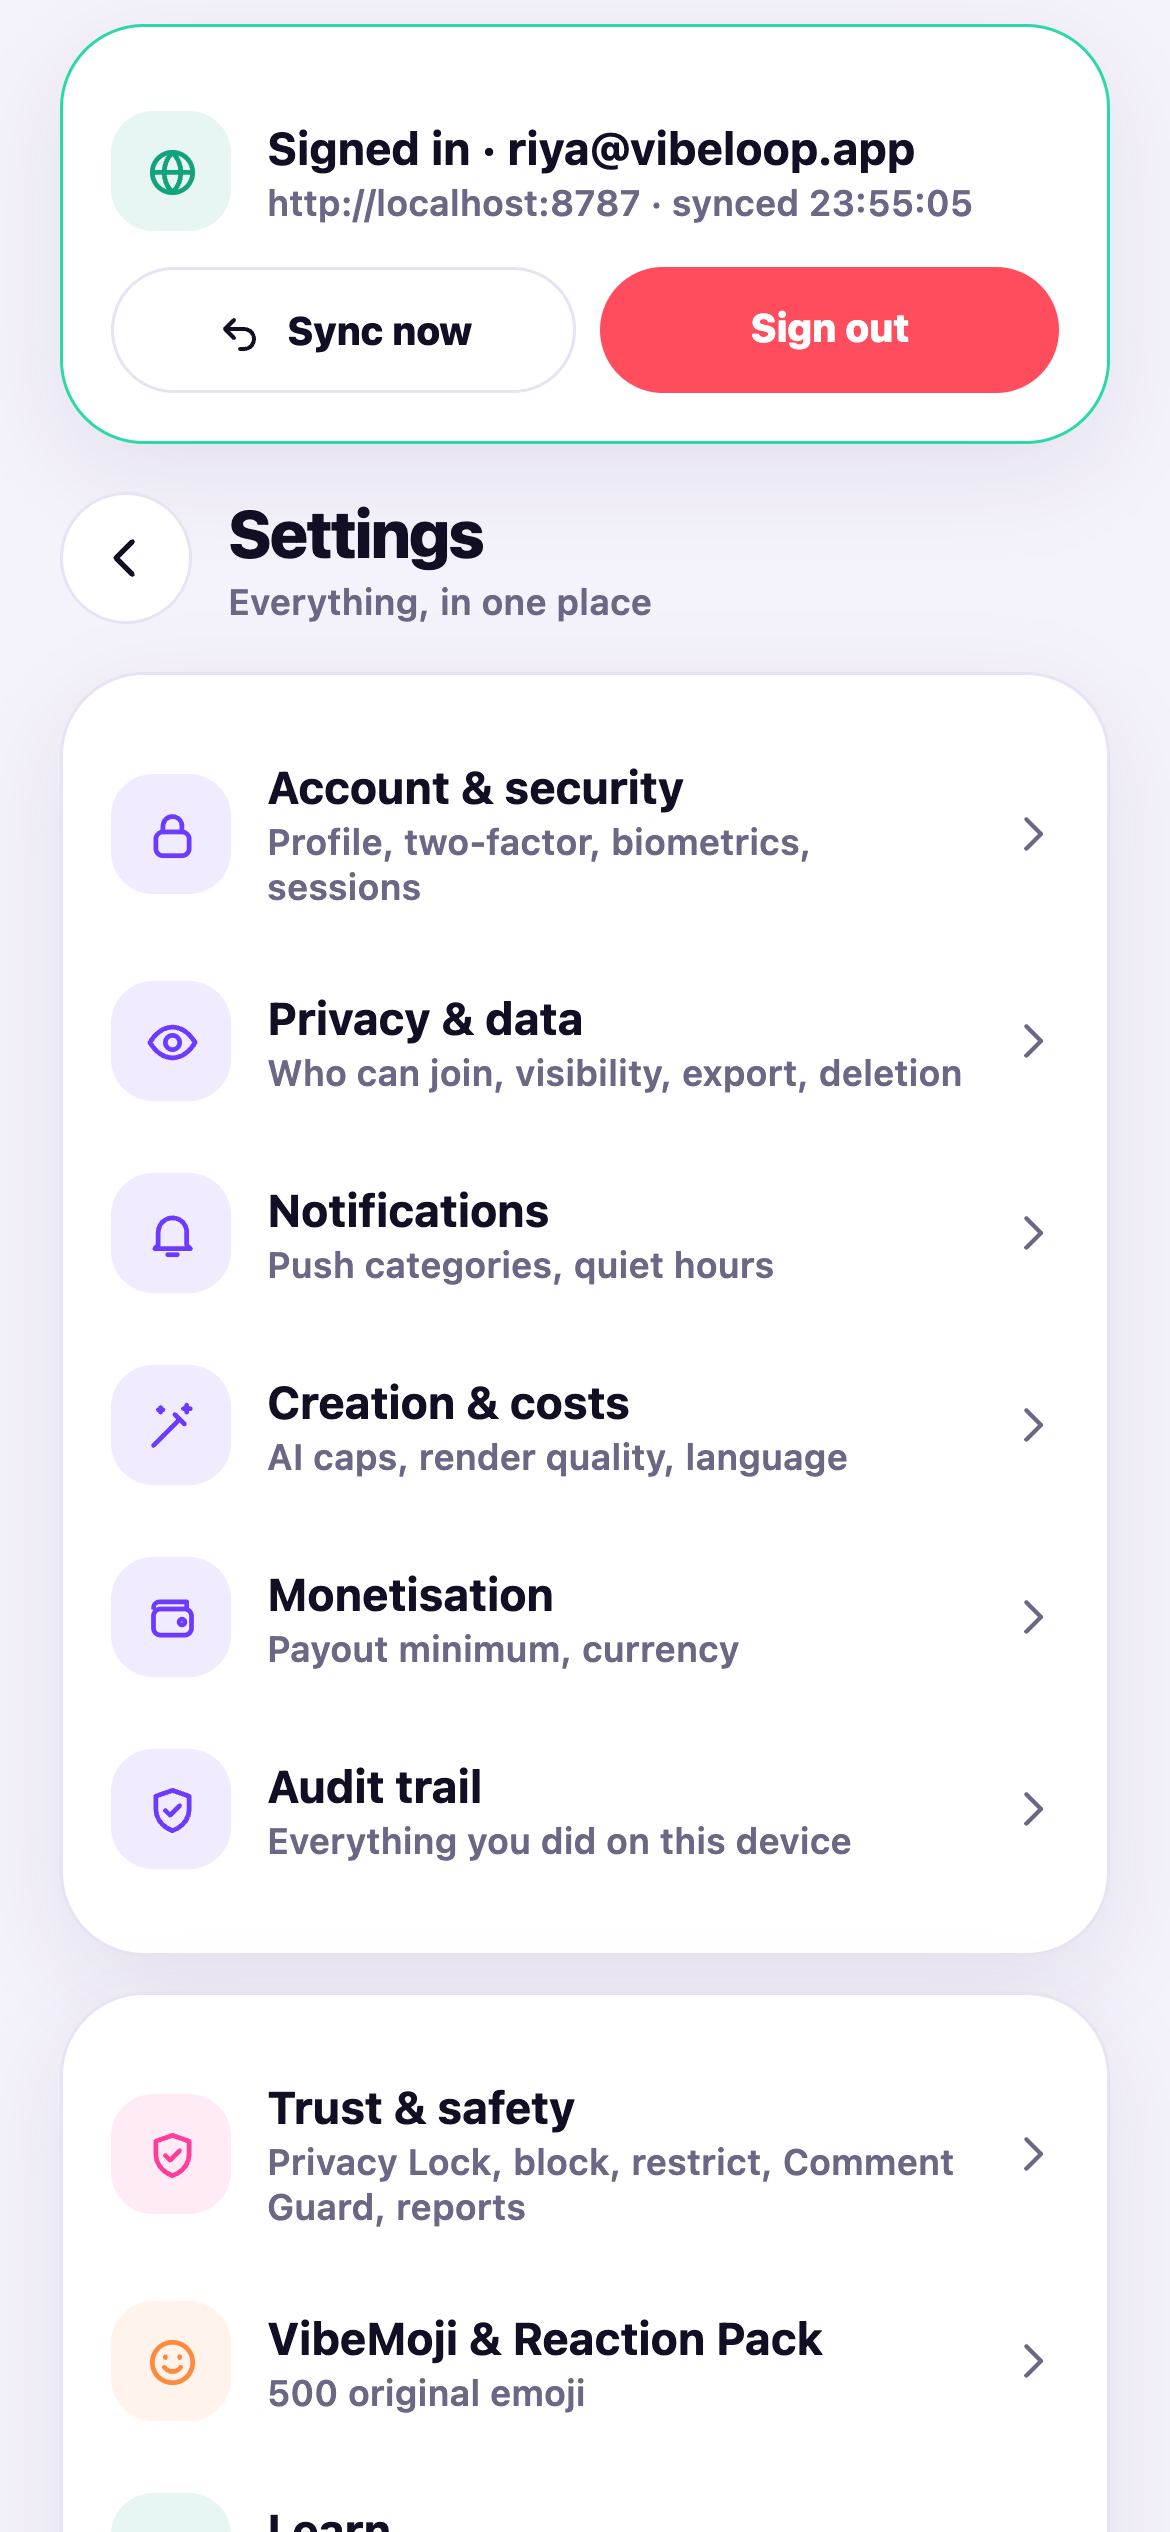 Signed in · riya@vibeloop.app
http://localhost:8787 · synced 23:55:05
Sync now
Sign out
Settings
Everything, in one place
Account & security
Profile, two-factor, biometrics,
sessions
Privacy & data
Who can join, visibility, export, deletion
Notifications
Push categories, quiet hours
Creation & costs
AI caps, render quality, language
Monetisation
Payout minimum, currency
Audit trail
Everything you did on this device
Trust & safety
Privacy Lock, block, restrict, Comment
Guard, reports
VibeMoji & Reaction Pack
500 original emoji
Learn